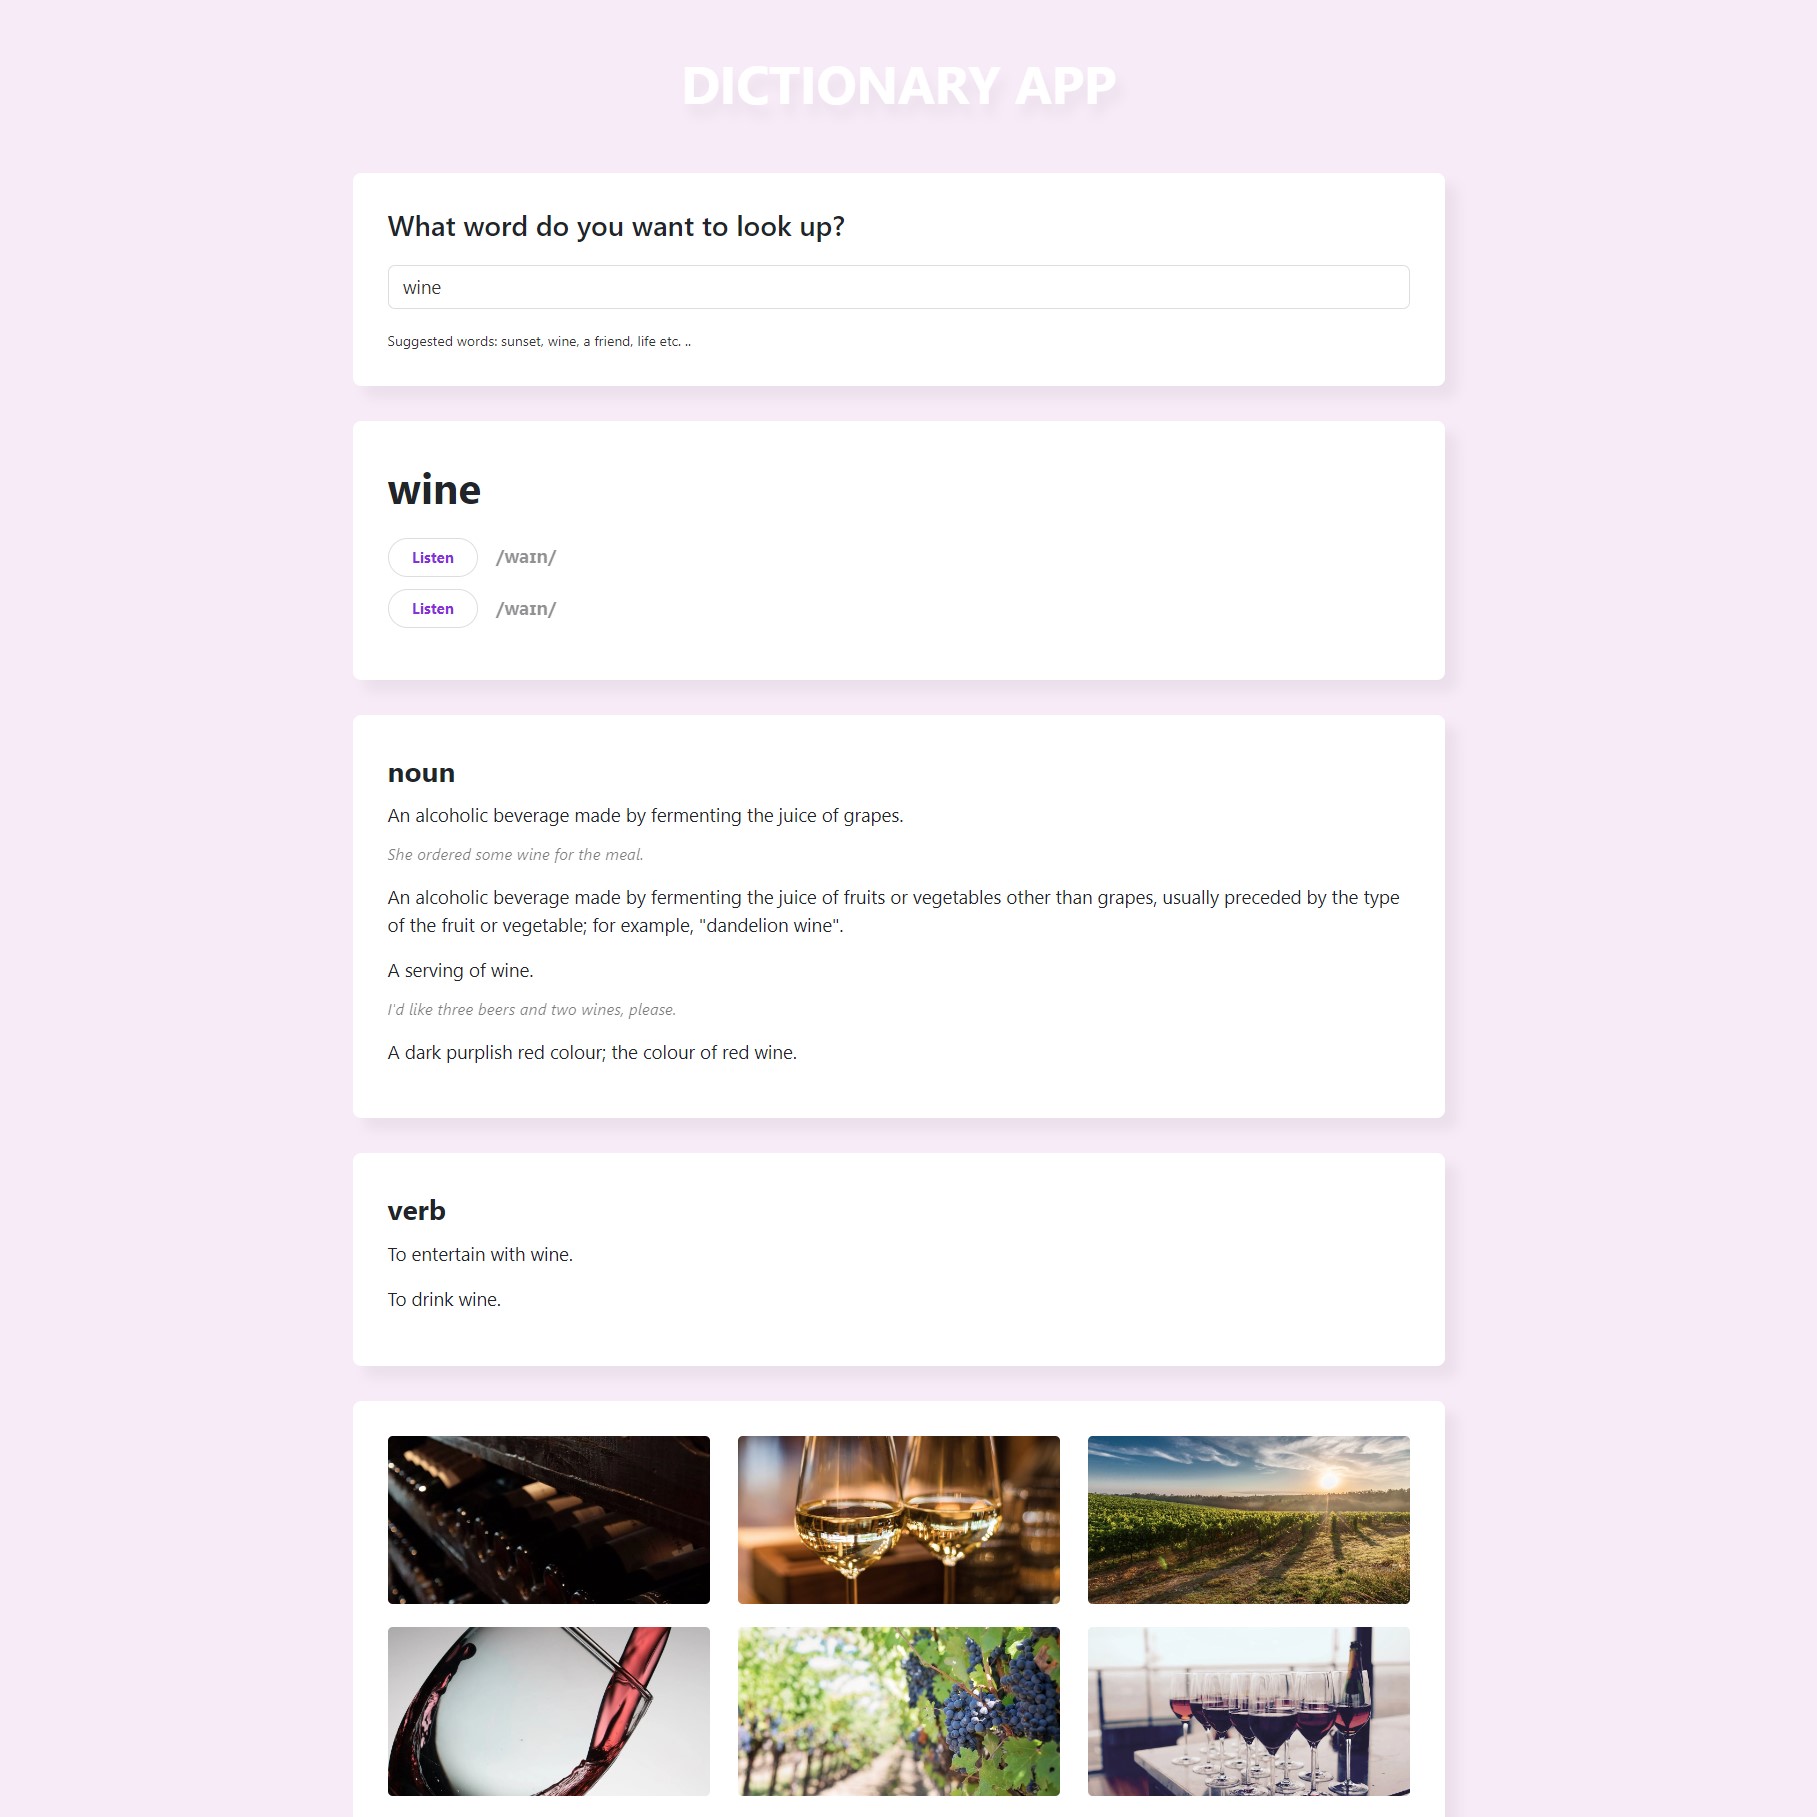 DICTIONARY APP
What word do you want to look up?
wine
Suggested words: sunset, wine, a friend, life etc. ..
wine
Listen /waɪn/
Listen /waɪn/
noun
An alcoholic beverage made by fermenting the juice of grapes.
She ordered some wine for the meal.
An alcoholic beverage made by fermenting the juice of fruits or vegetables other than grapes, usually preceded by the type
of the fruit or vegetable; for example, "dandelion wine".
A serving of wine.
I'd like three beers and two wines, please.
A dark purplish red colour; the colour of red wine.
verb
To entertain with wine.
To drink wine.